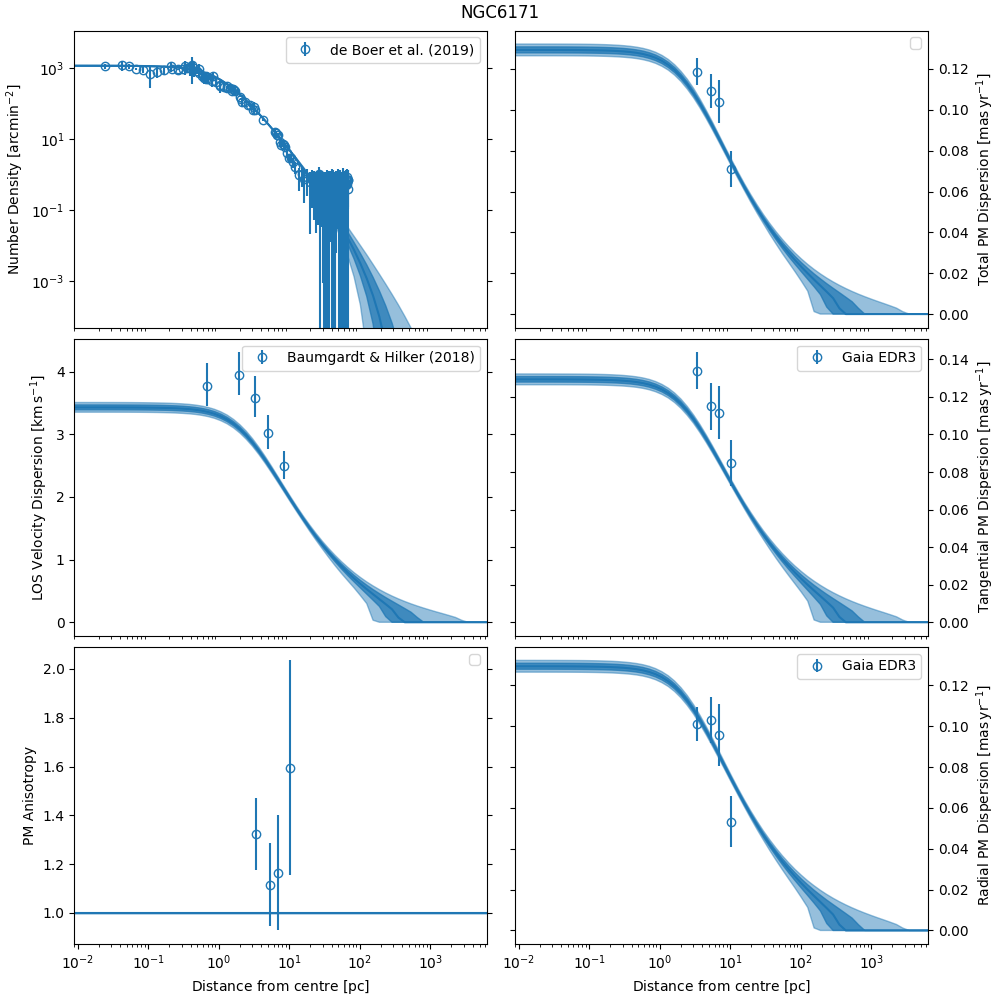 NGC6171
de Boer et al. (2019)
Number Density [arcmin⁻²]
10³
10¹
10⁻¹
10⁻³
Total PM Dispersion [mas yr⁻¹]
0.12
0.10
0.08
0.06
0.04
0.02
0.00
Baumgardt & Hilker (2018)
LOS Velocity Dispersion [km s⁻¹]
4
3
2
1
0
Gaia EDR3
Tangential PM Dispersion [mas yr⁻¹]
0.14
0.12
0.10
0.08
0.06
0.04
0.02
0.00
PM Anisotropy
2.0
1.8
1.6
1.4
1.2
1.0
10⁻² 10⁻¹ 10⁰ 10¹ 10² 10³
Distance from centre [pc]
Gaia EDR3
Radial PM Dispersion [mas yr⁻¹]
0.12
0.10
0.08
0.06
0.04
0.02
0.00
10⁻² 10⁻¹ 10⁰ 10¹ 10² 10³
Distance from centre [pc]